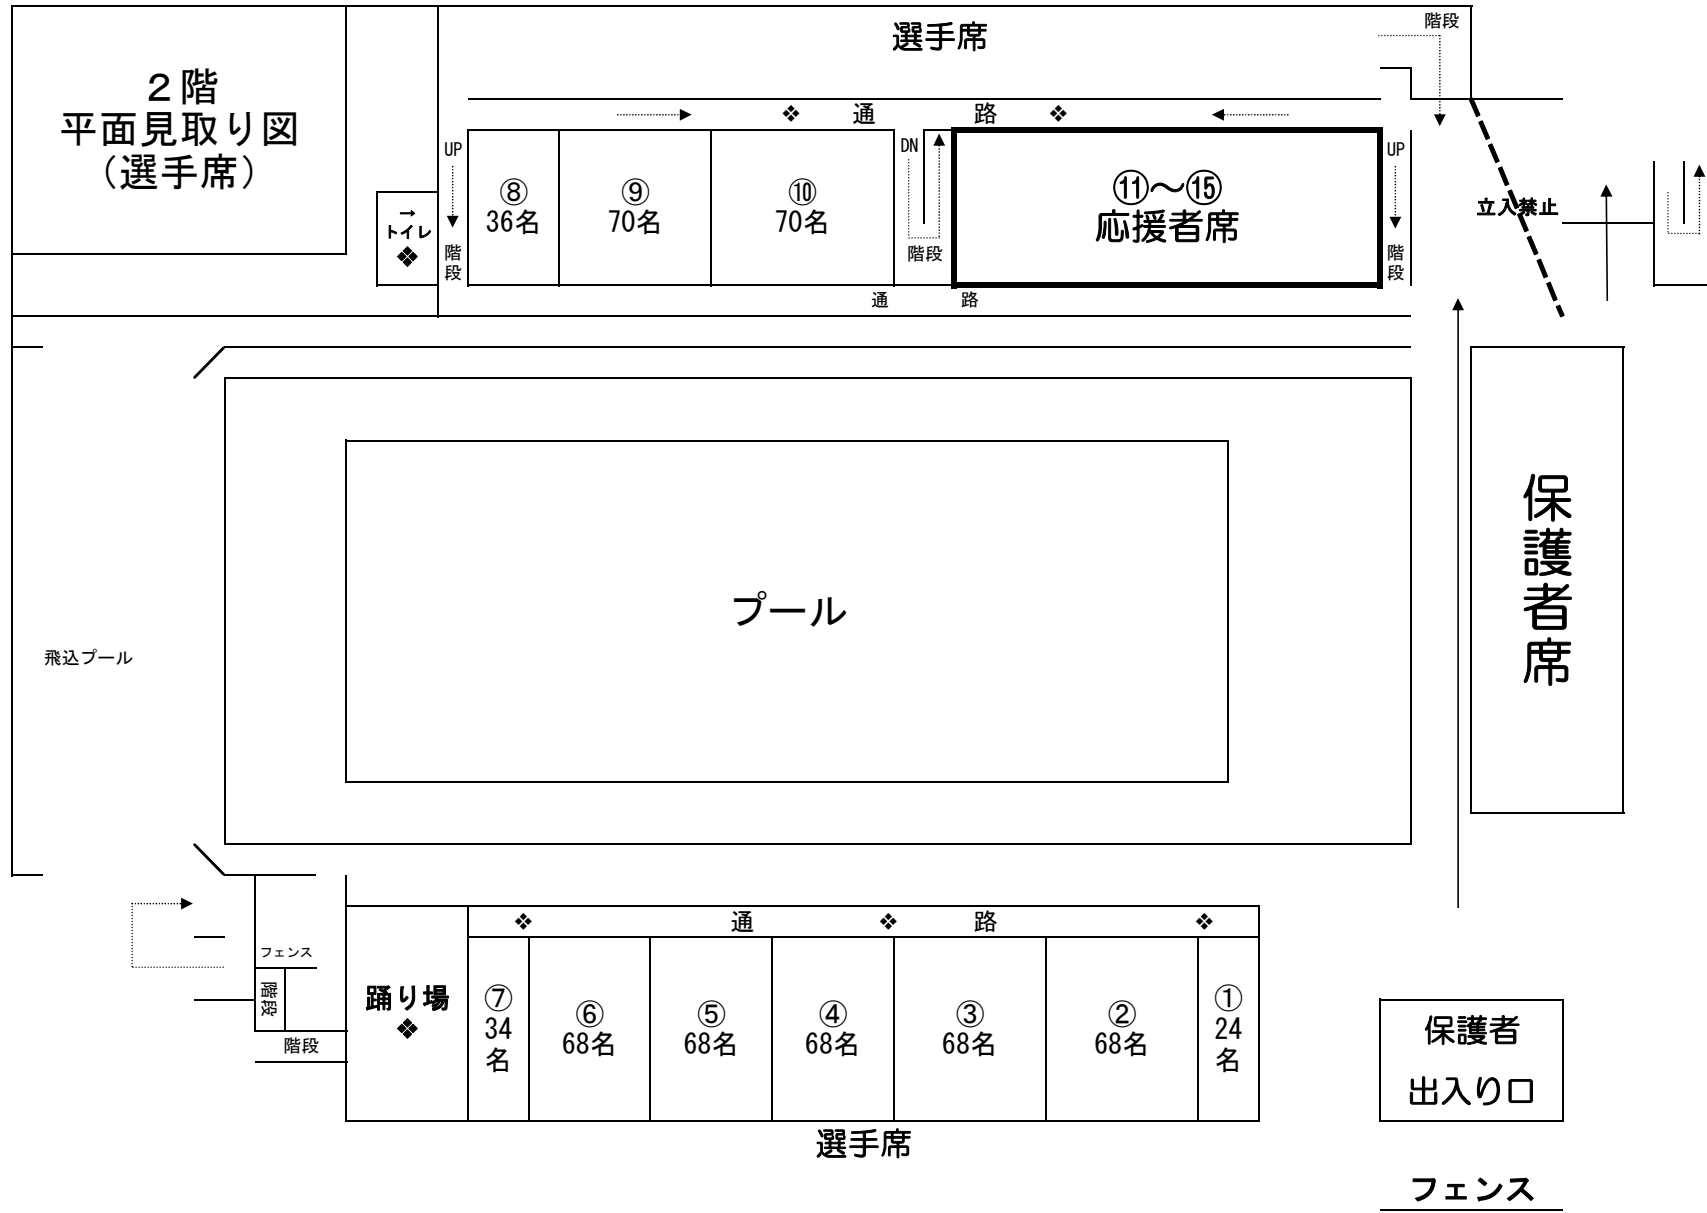 ２階
平面見取り図
（選手席）
選手席
階段
❖ 通 路 ❖
UP
階段
→
トイレ
❖
⑧
36名
⑨
70名
⑩
70名
DN
階段
⑪～⑮
応援者席
UP
階段
立入禁止
通 路
プール
飛込プール
保護者席
❖ 通 ❖ 路 ❖
フェンス
階段
階段
踊り場
❖
⑦
34
名
⑥
68名
⑤
68名
④
68名
③
68名
②
68名
①
24
名
選手席
保護者
出入り口
フェンス